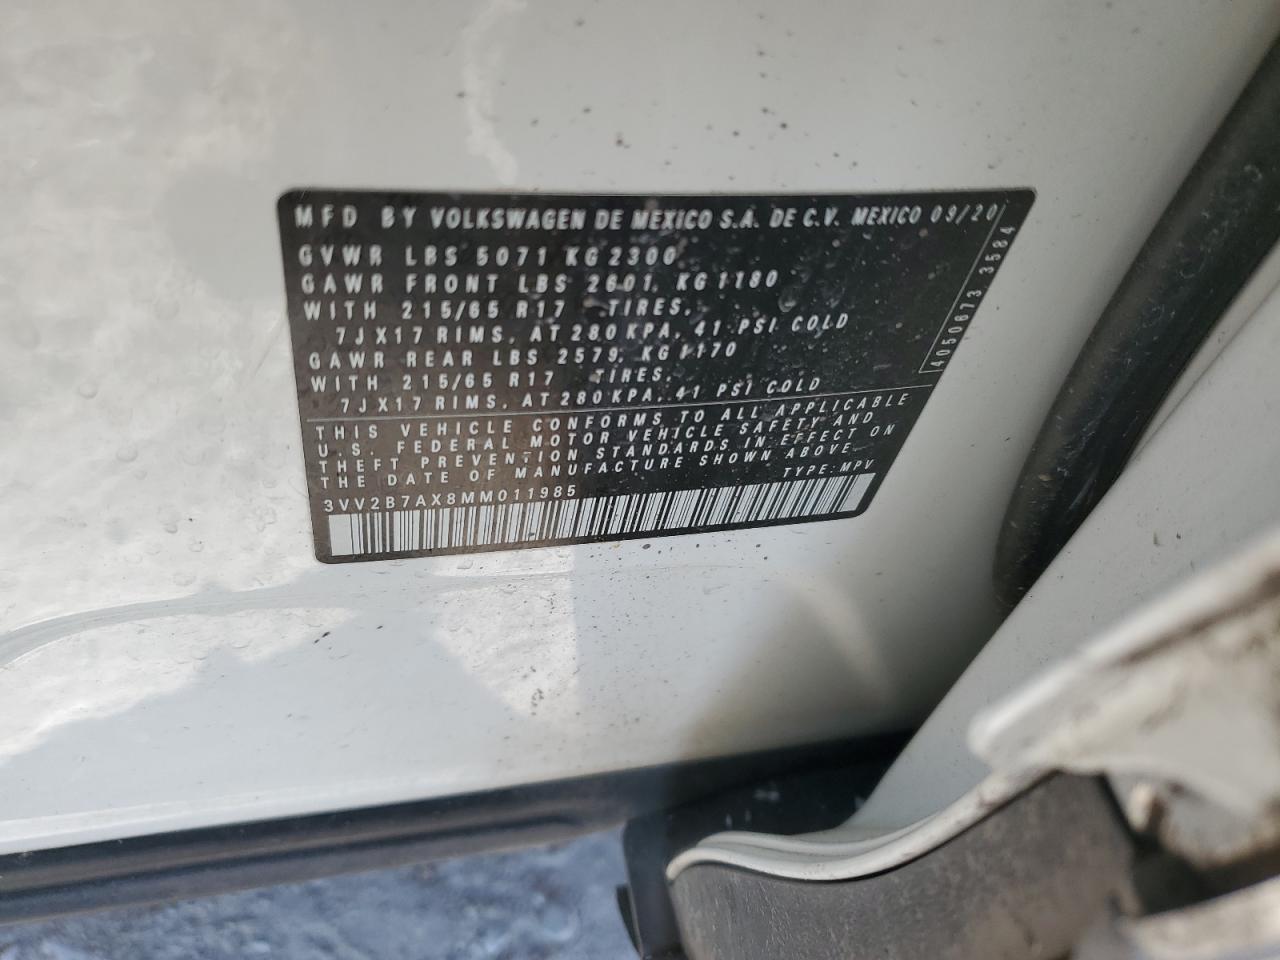 MFD BY VOLKSWAGEN DE MEXICO S.A. DE C.V. MEXICO 09/20
GVWR LBS 5071 KG 2300
GAWR FRONT LBS 2601, KG 1180
WITH 215/65 R17 TIRES,
7JX17 RIMS, AT 280 KPA, 41 PSI COLD
GAWR REAR LBS 2579, KG 1170
WITH 215/65 R17 TIRES,
7JX17 RIMS, AT 280 KPA, 41 PSI COLD
THIS VEHICLE CONFORMS TO ALL APPLICABLE
U.S. FEDERAL MOTOR VEHICLE SAFETY AND
THEFT PREVENTION STANDARDS IN EFFECT ON
THE DATE OF MANUFACTURE SHOWN ABOVE
TYPE: MPV
3VV2B7AX8MM011985
4050673 3584